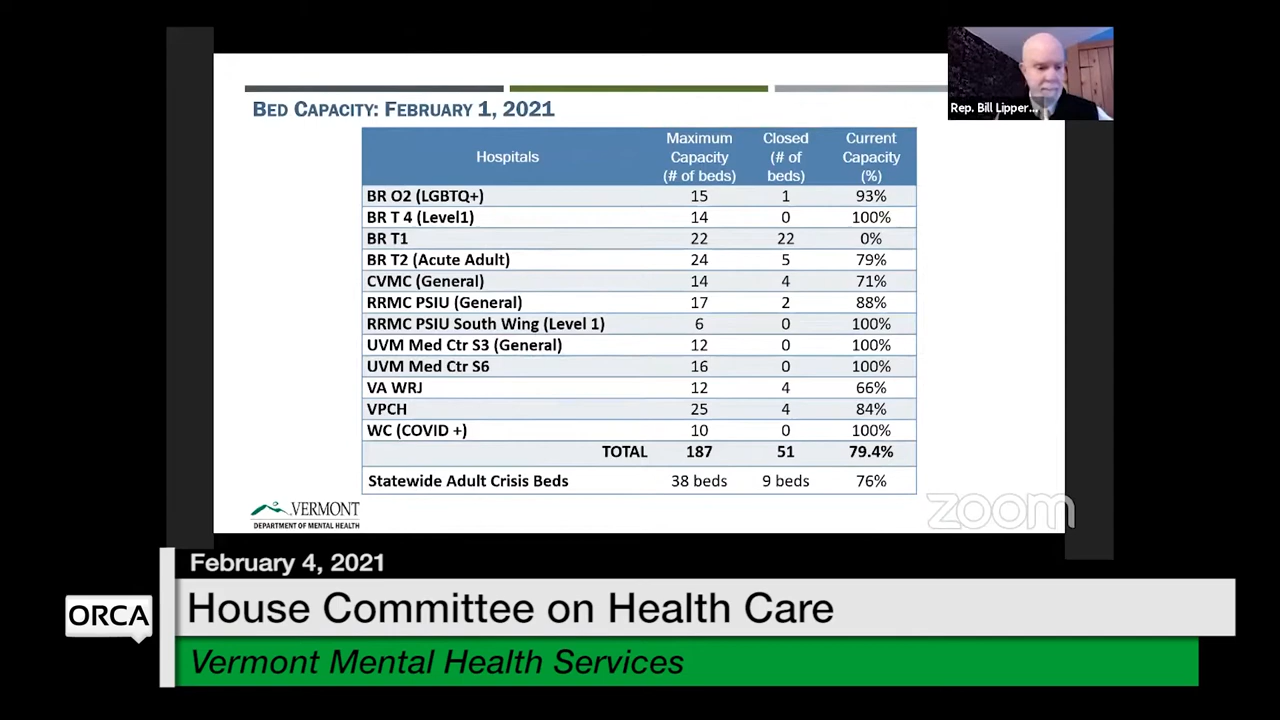 BED CAPACITY: FEBRUARY 1, 2021
Rep. Bill Lipper...
Hospitals Maximum Capacity (# of beds) Closed (# of beds) Current Capacity (%)
BR O2 (LGBTQ+) 15 1 93%
BR T 4 (Level1) 14 0 100%
BR T1 22 22 0%
BR T2 (Acute Adult) 24 5 79%
CVMC (General) 14 4 71%
RRMC PSIU (General) 17 2 88%
RRMC PSIU South Wing (Level 1) 6 0 100%
UVM Med Ctr S3 (General) 12 0 100%
UVM Med Ctr S6 16 0 100%
VA WRJ 12 4 66%
VPCH 25 4 84%
WC (COVID +) 10 0 100%
TOTAL 187 51 79.4%
Statewide Adult Crisis Beds 38 beds 9 beds 76%
VERMONT
DEPARTMENT OF MENTAL HEALTH
zoom
February 4, 2021
ORCA
House Committee on Health Care
Vermont Mental Health Services